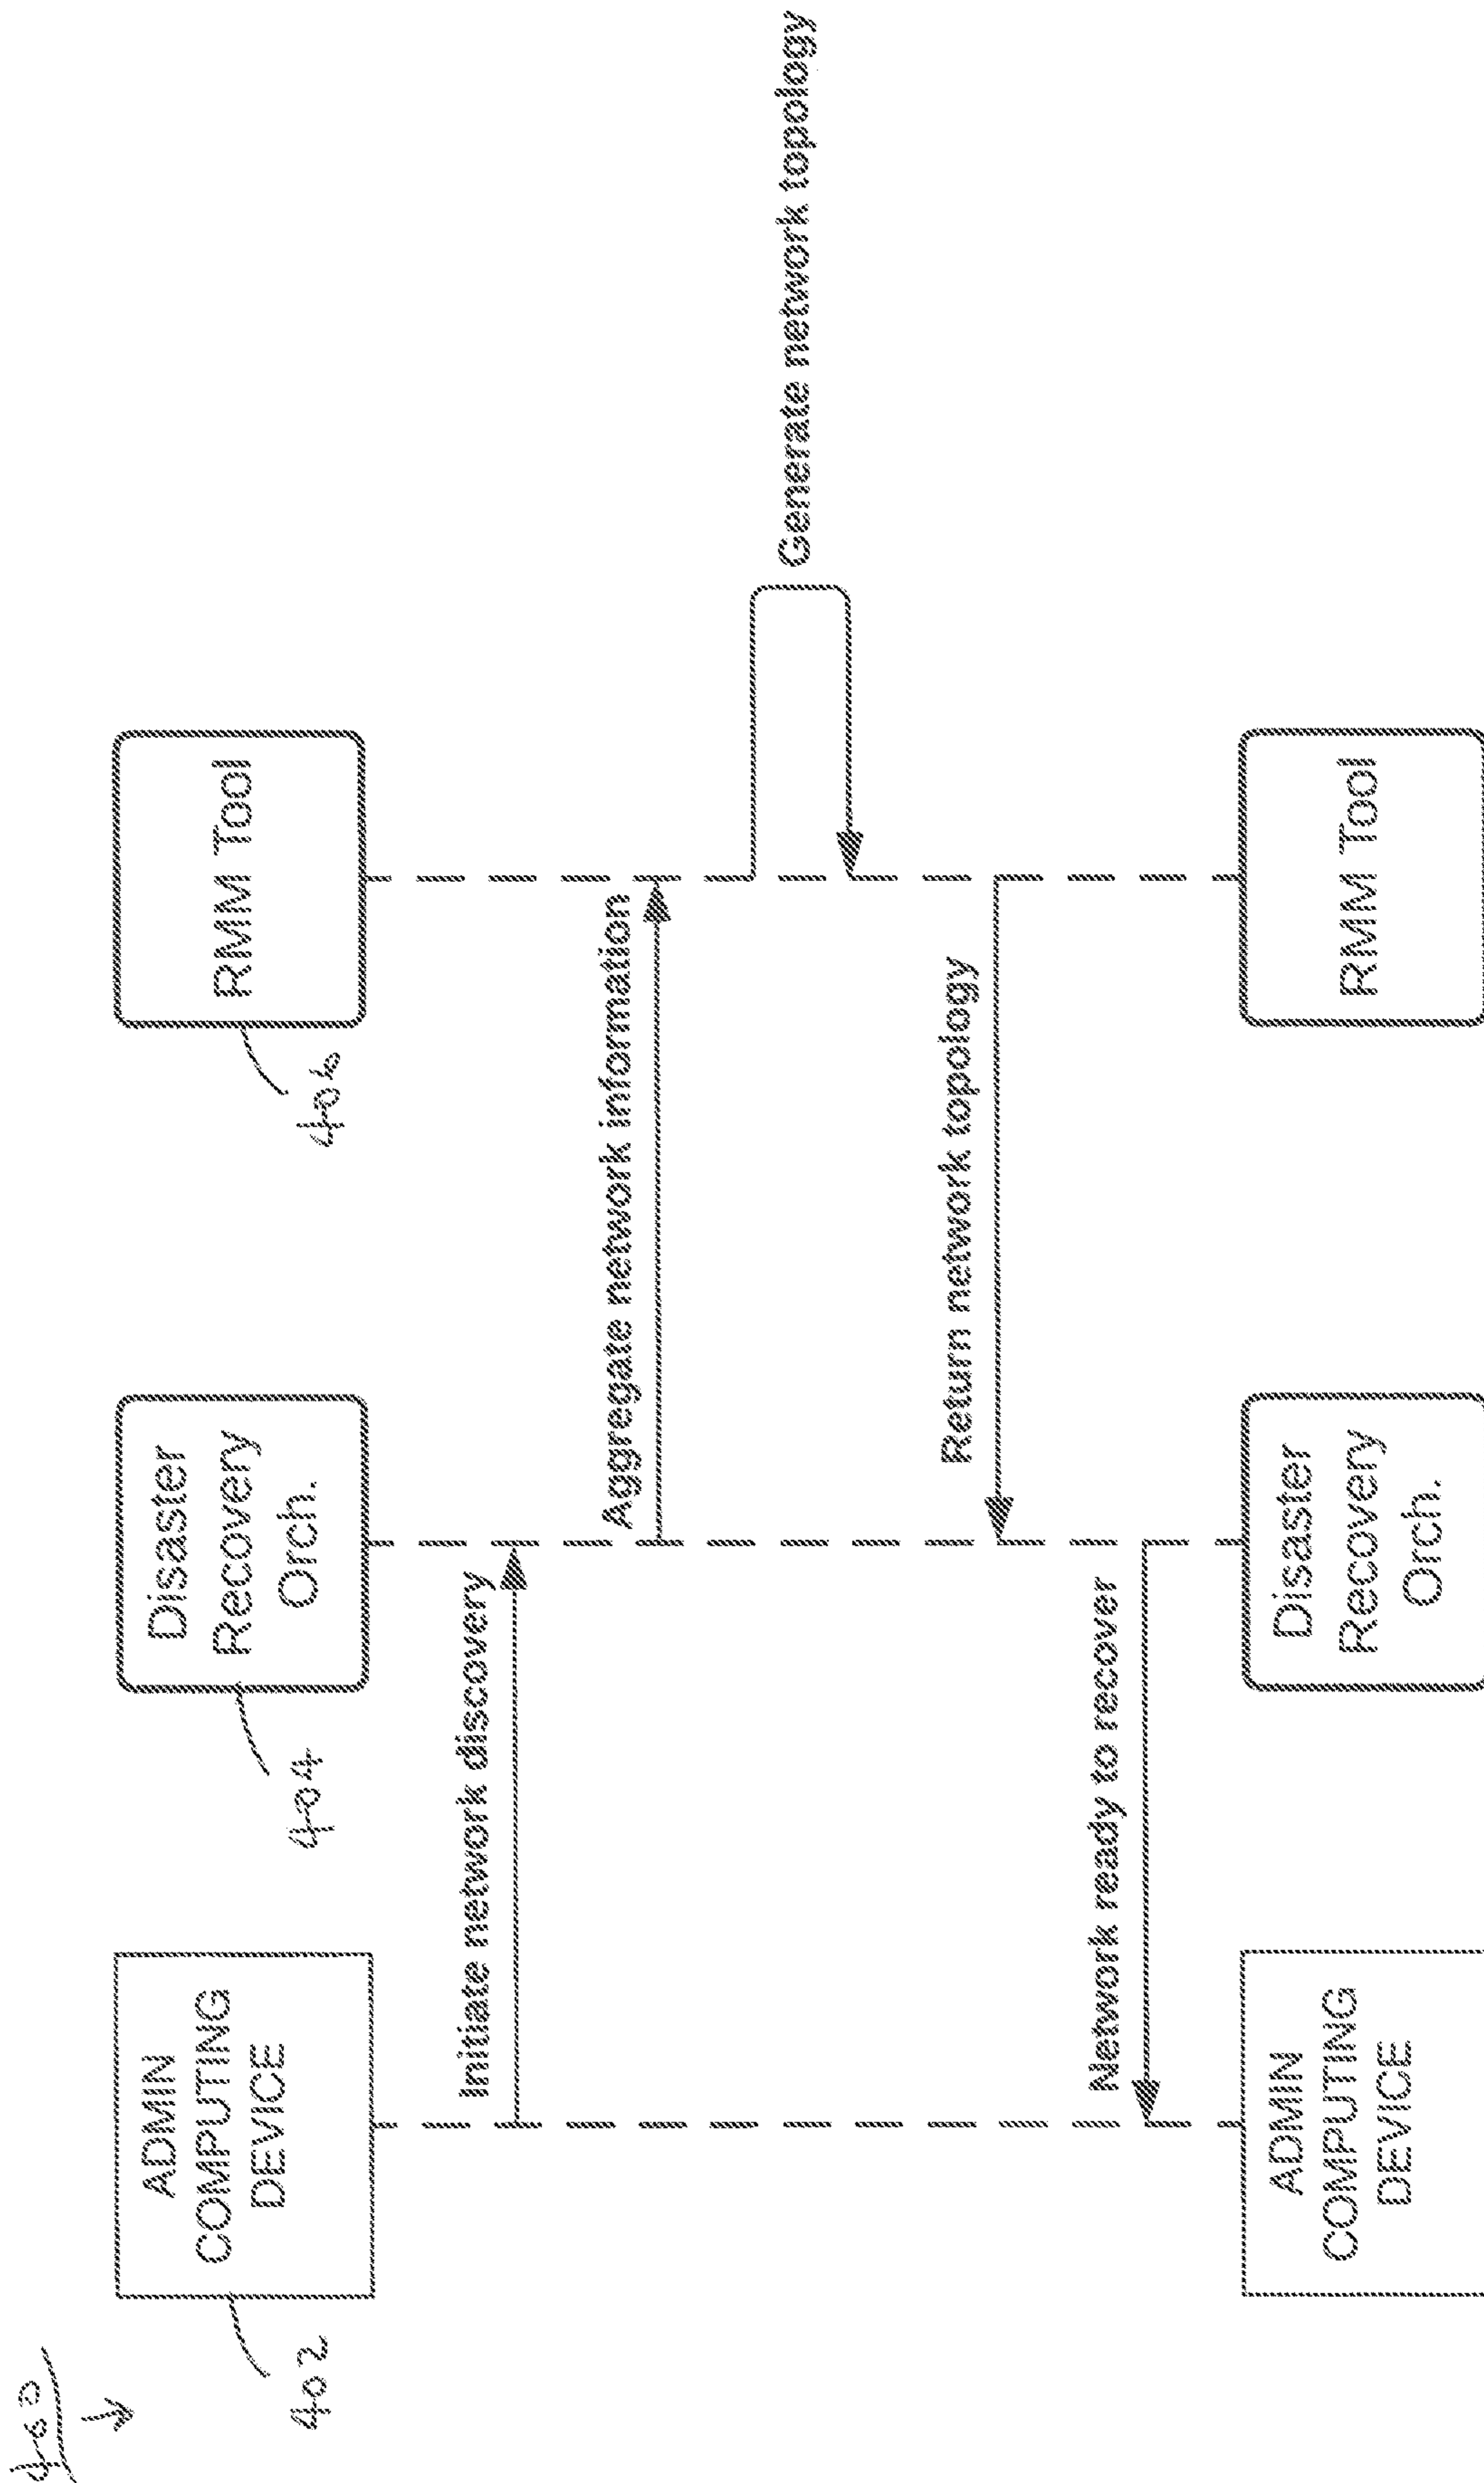 400
ADMIN
COMPUTING
DEVICE
402
Disaster
Recovery
Orch.
404
RMM Tool
406
Initiate network discovery
Aggregate network information
Generate network topology
Return network topology
Network ready to recover
ADMIN
COMPUTING
DEVICE
Disaster
Recovery
Orch.
RMM Tool